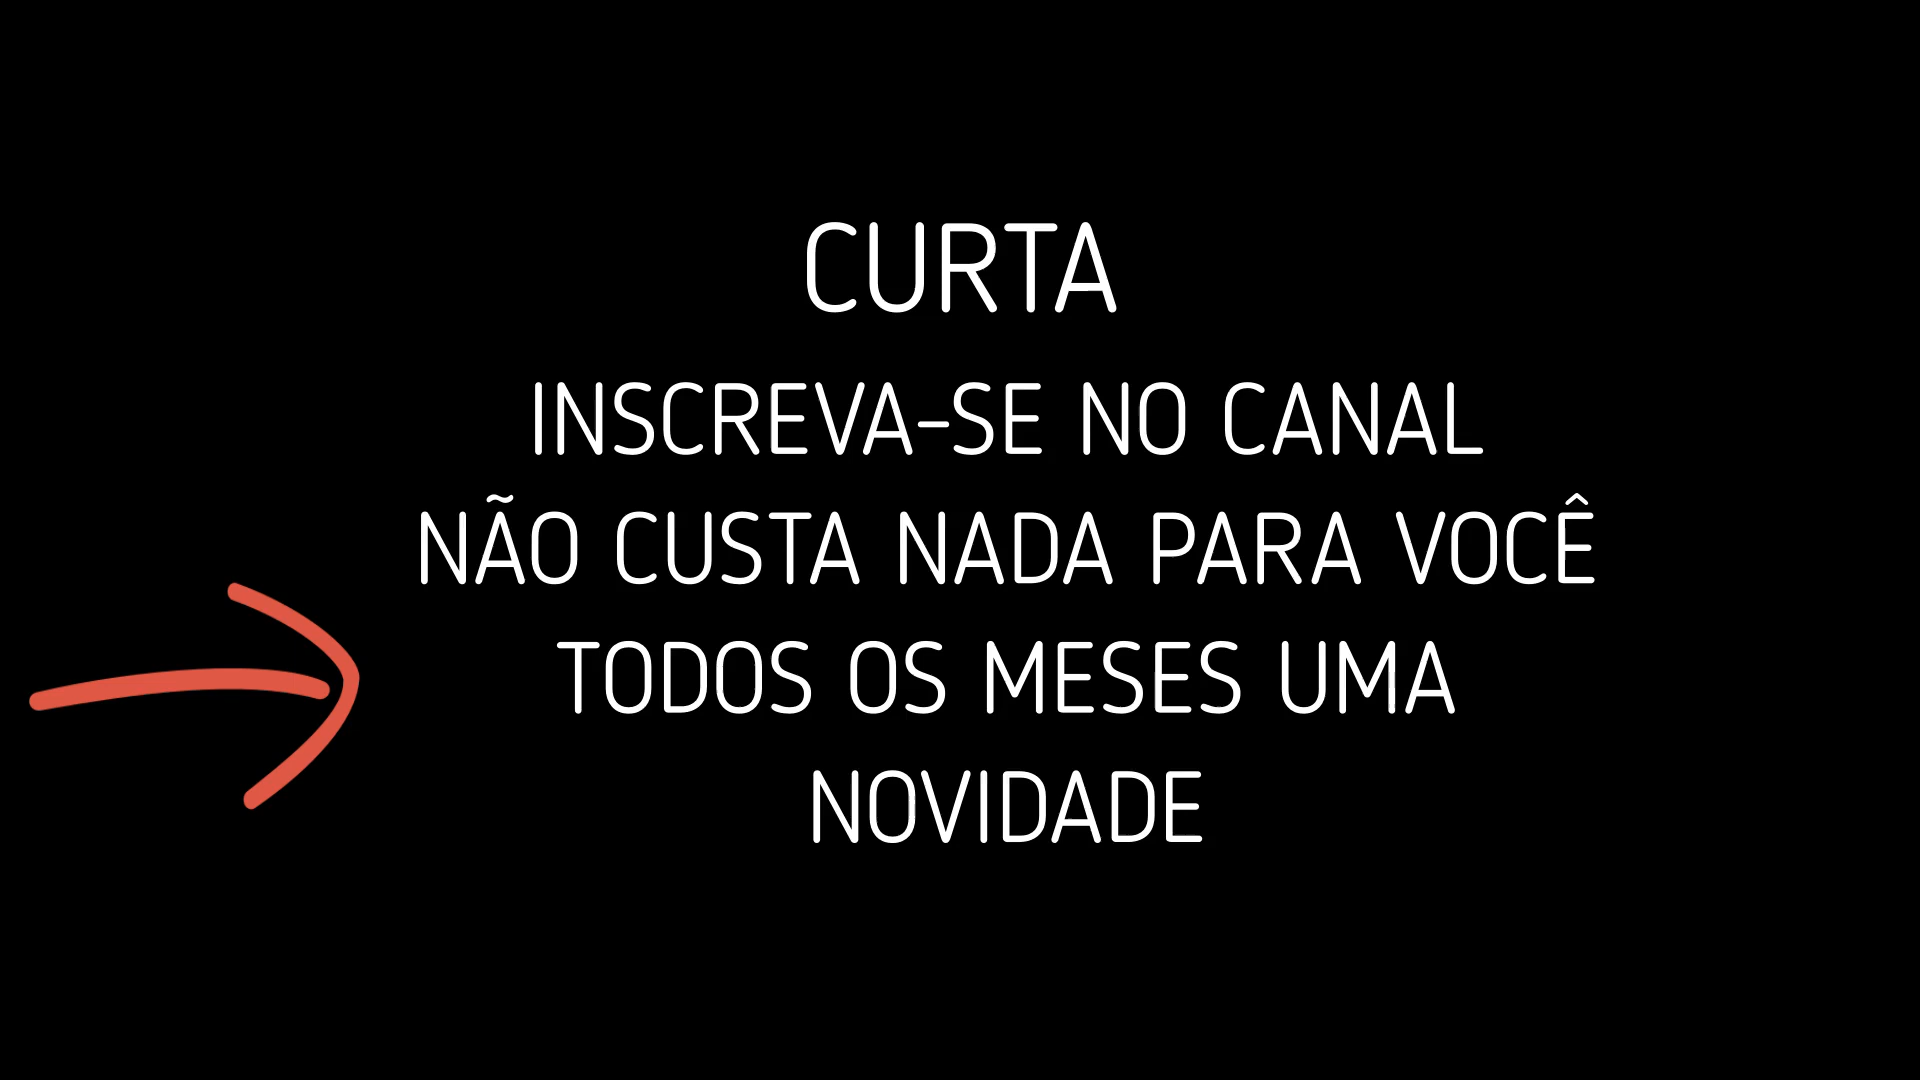 CURTA
INSCREVA-SE NO CANAL
NÃO CUSTA NADA PARA VOCÊ
TODOS OS MESES UMA
NOVIDADE